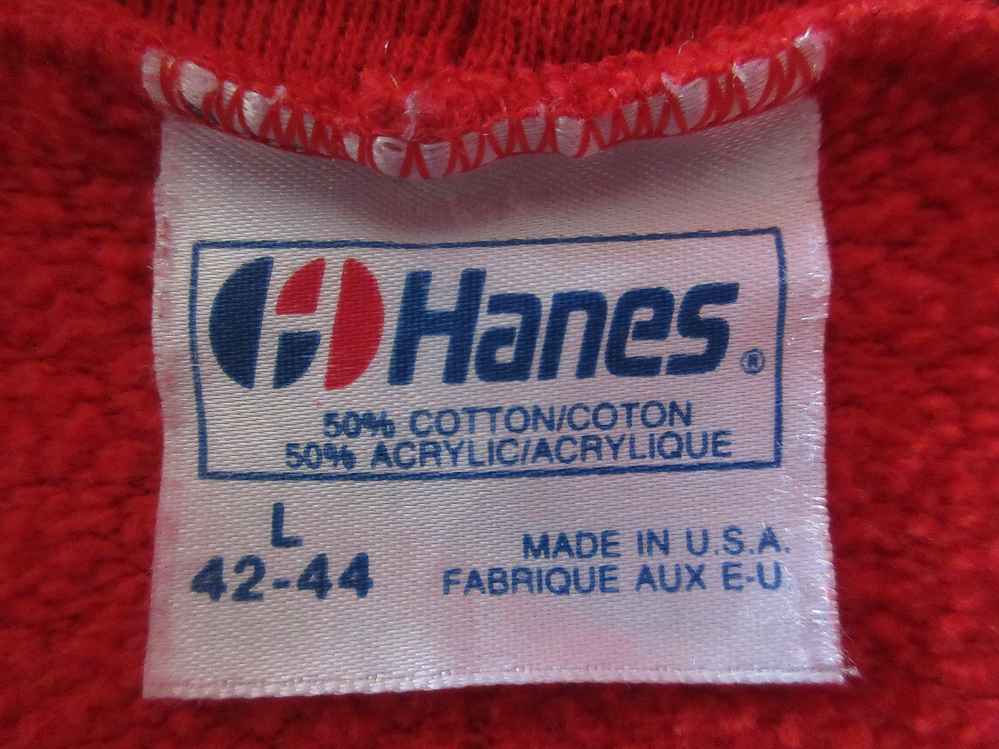 Hanes®
50% COTTON/COTON
50% ACRYLIC/ACRYLIQUE
L
42-44
MADE IN U.S.A.
FABRIQUE AUX E-U